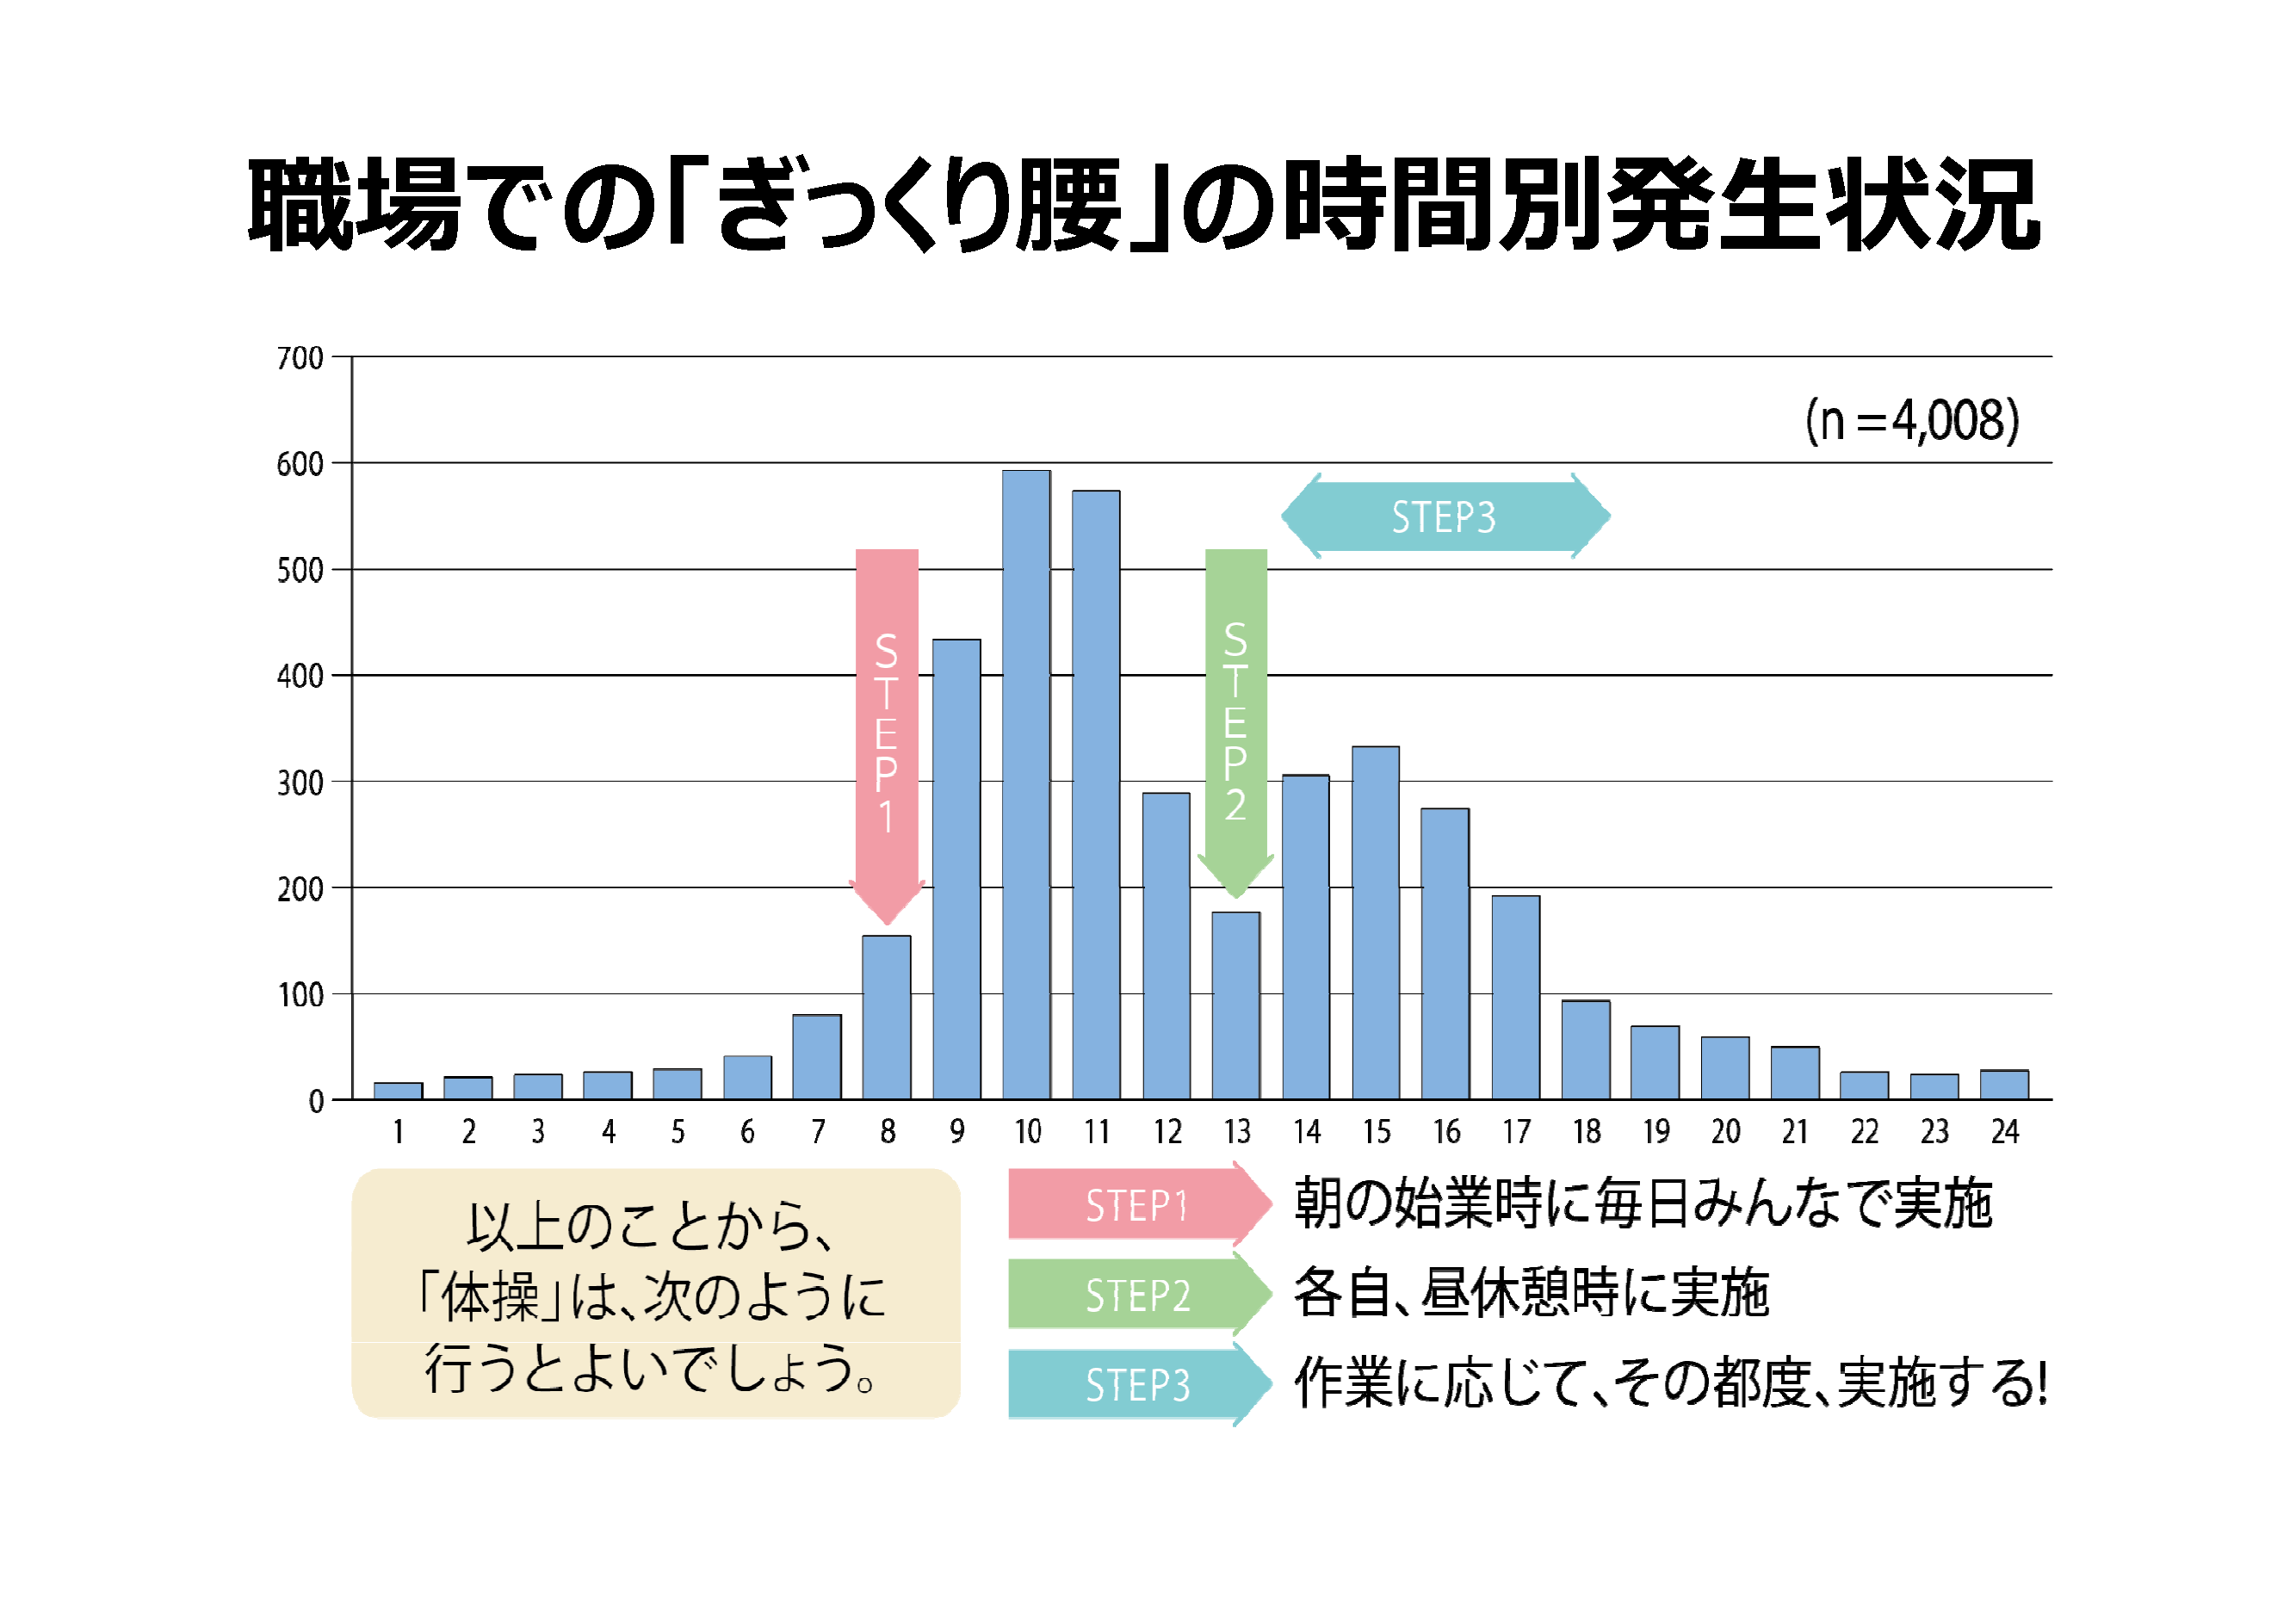 職場での「ぎっくり腰」の時間別発生状況
700
(n =4,008)
600
STEP3
500
STEP1
STEP2
400
300
200
100
0
1 2 3 4 5 6 7 8 9 10 11 12 13 14 15 16 17 18 19 20 21 22 23 24
以上のことから、
「体操」は、次のように
行うとよいでしょう。
STEP1 朝の始業時に毎日みんなで実施
STEP2 各自、昼休憩時に実施
STEP3 作業に応じて、その都度、実施する!